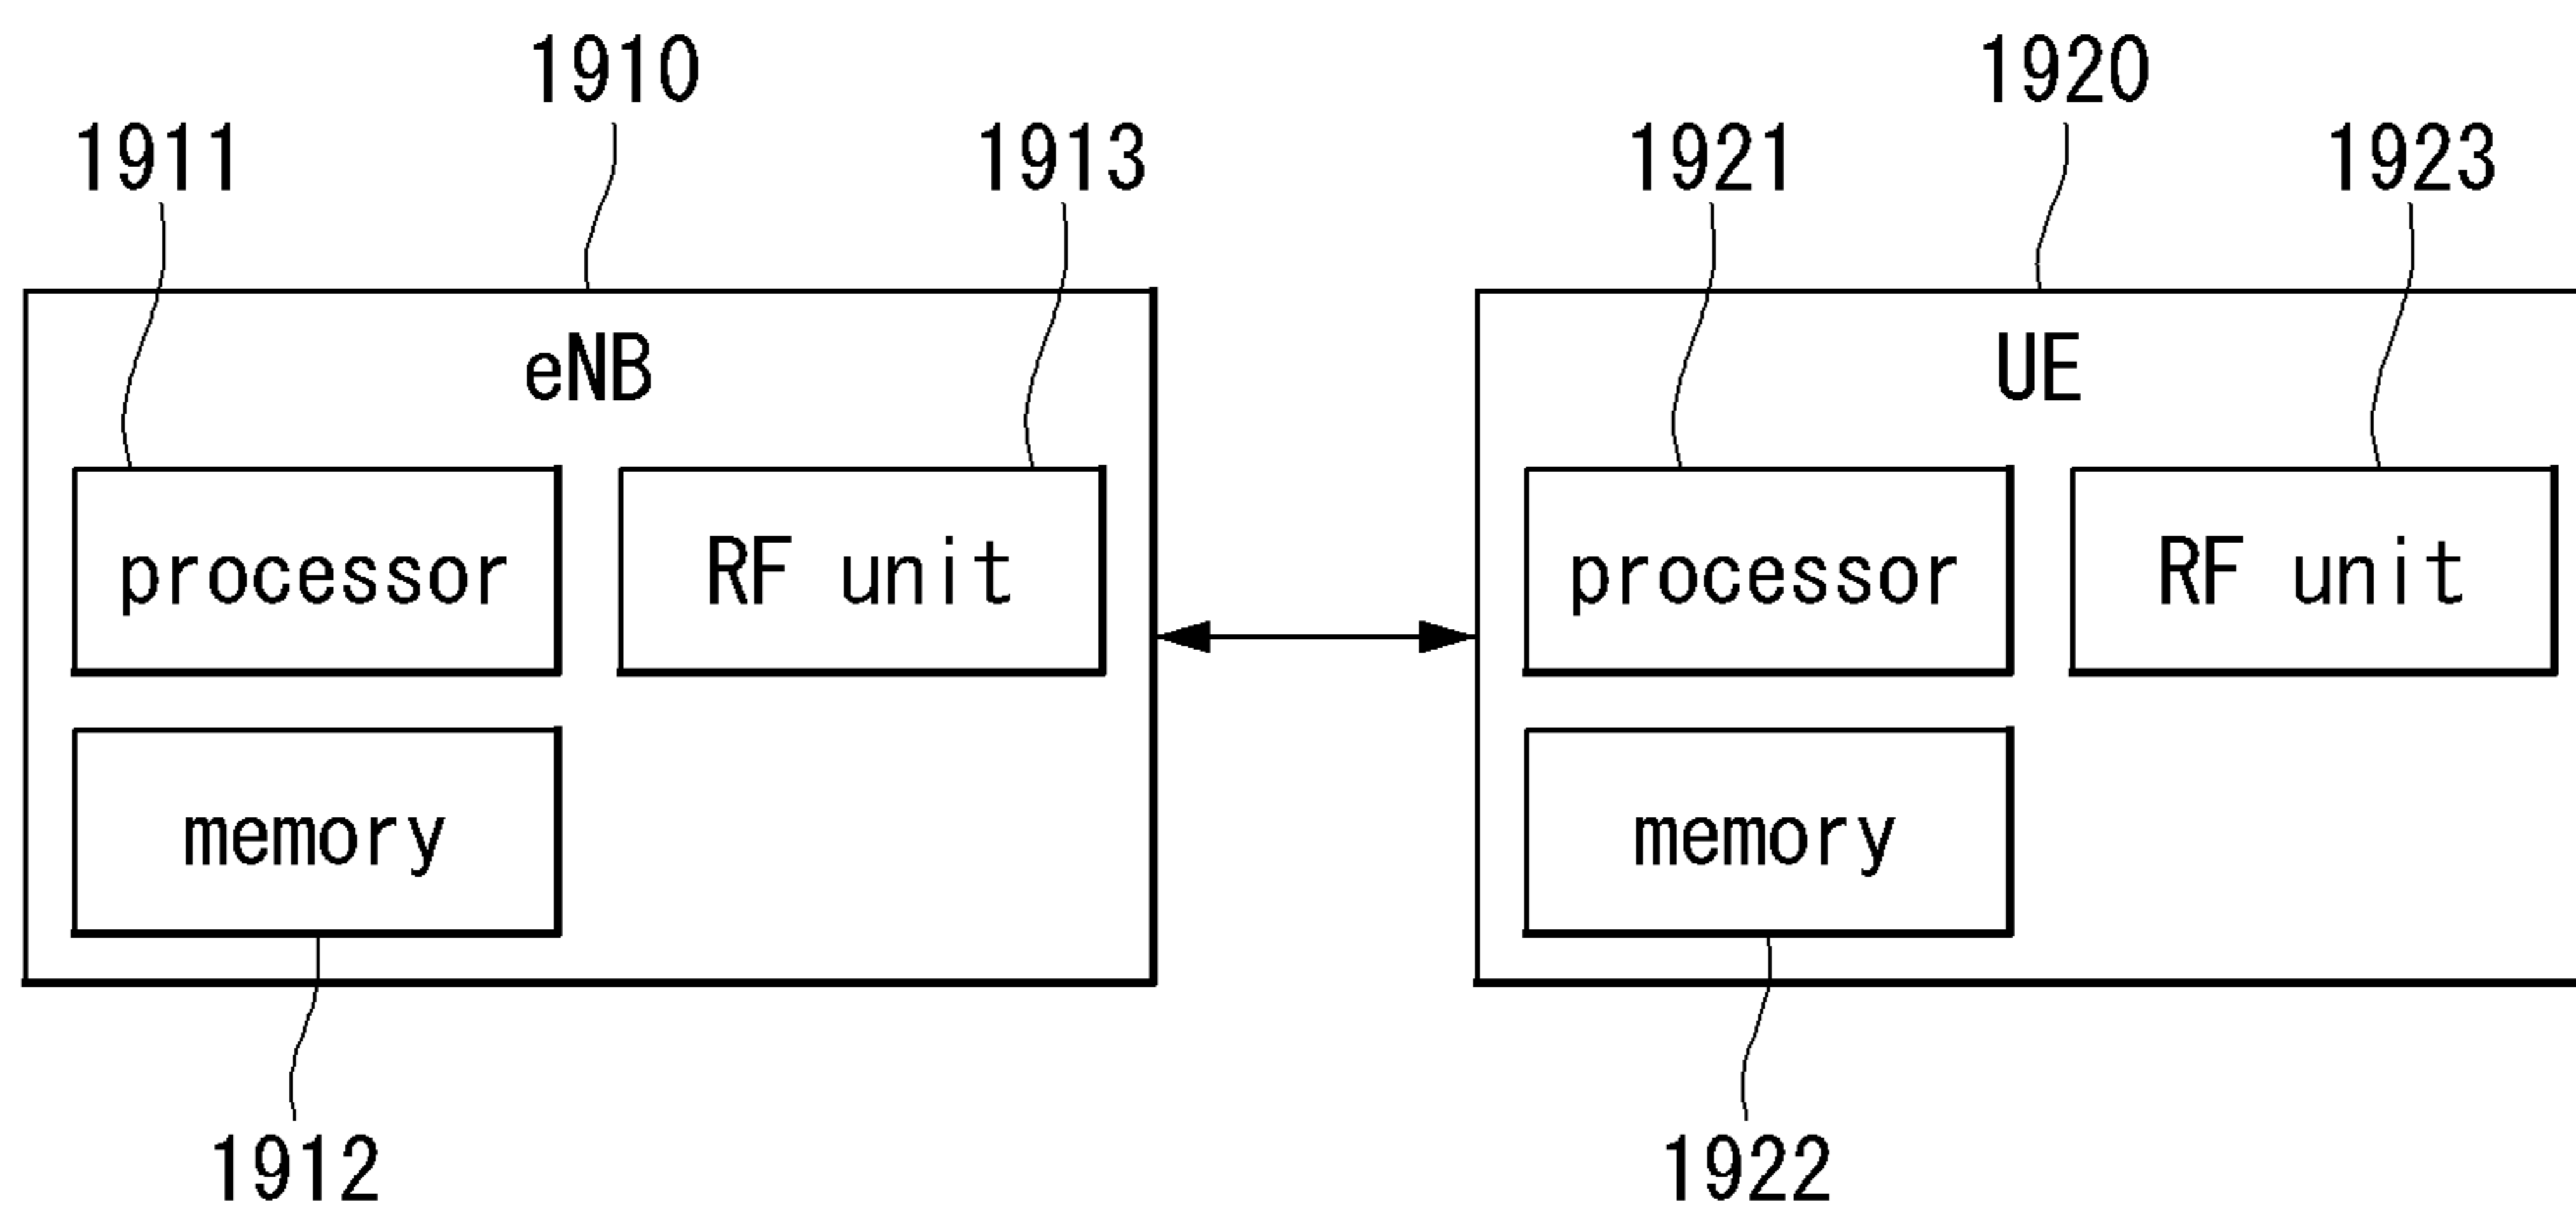 1910
1920
1911
1913
1921
1923
eNB
UE
processor
RF unit
processor
RF unit
memory
memory
1912
1922